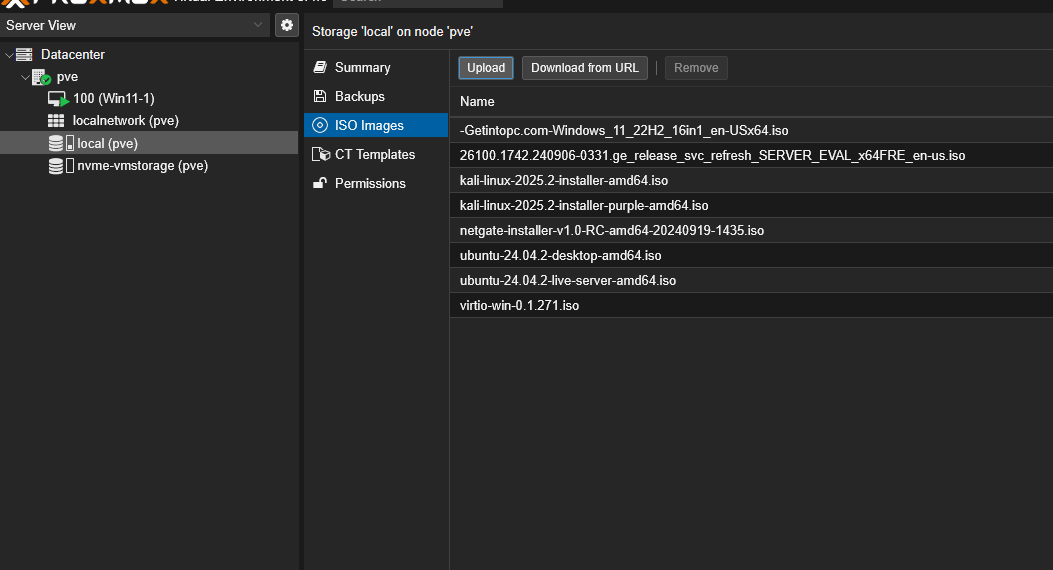 Server View
Datacenter
pve
100 (Win11-1)
localnetwork (pve)
local (pve)
nvme-vmstorage (pve)
Storage 'local' on node 'pve'
Summary
Backups
ISO Images
CT Templates
Permissions
Upload
Download from URL
Remove
Name
-Getintopc.com-Windows_11_22H2_16in1_en-USx64.iso
26100.1742.240906-0331.ge_release_svc_refresh_SERVER_EVAL_x64FRE_en-us.iso
kali-linux-2025.2-installer-amd64.iso
kali-linux-2025.2-installer-purple-amd64.iso
netgate-installer-v1.0-RC-amd64-20240919-1435.iso
ubuntu-24.04.2-desktop-amd64.iso
ubuntu-24.04.2-live-server-amd64.iso
virtio-win-0.1.271.iso